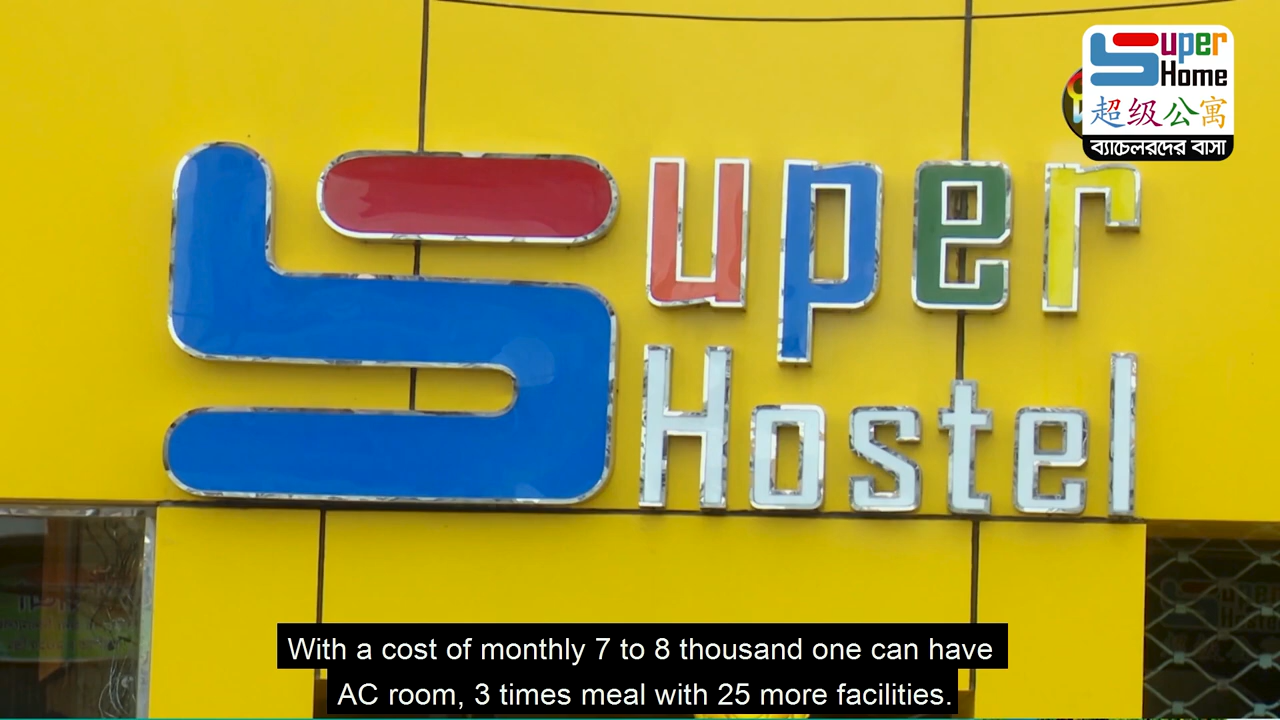 Super
Hostel
Super
Home
超级公寓
ব্যাচেলরদের বাসা
With a cost of monthly 7 to 8 thousand one can have
AC room, 3 times meal with 25 more facilities.